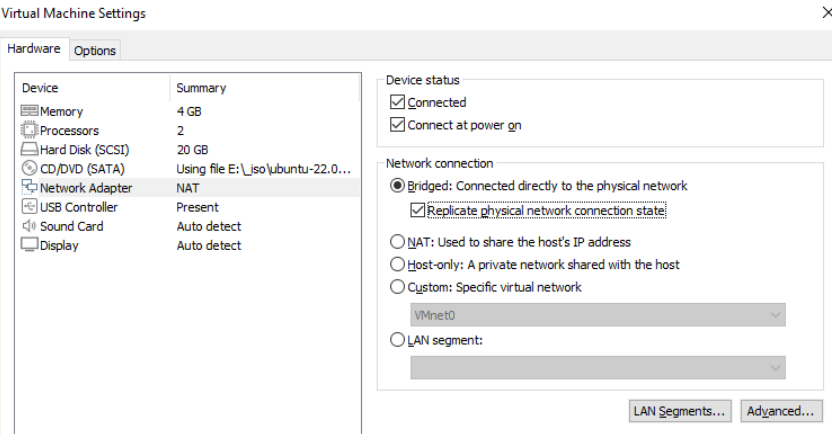 Virtual Machine Settings
Hardware Options
Device Summary
Memory 4 GB
Processors 2
Hard Disk (SCSI) 20 GB
CD/DVD (SATA) Using file E:\_iso\ubuntu-22.0...
Network Adapter NAT
USB Controller Present
Sound Card Auto detect
Display Auto detect
Device status
Connected
Connect at power on
Network connection
Bridged: Connected directly to the physical network
Replicate physical network connection state
NAT: Used to share the host's IP address
Host-only: A private network shared with the host
Custom: Specific virtual network
VMnet0
LAN segment:
LAN Segments... Advanced...